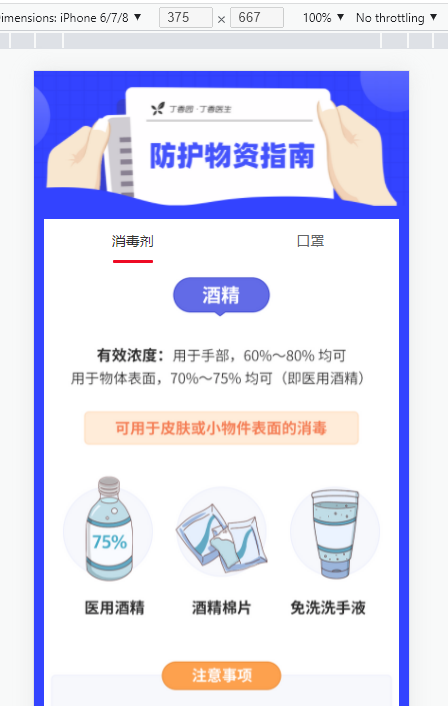 Dimensions: iPhone 6/7/8 ▼ 375 × 667 100% ▼ No throttling ▼
丁香园·丁香医生
防护物资指南
消毒剂 口罩
酒精
有效浓度：用于手部，60%～80% 均可
用于物体表面，70%～75% 均可（即医用酒精）
可用于皮肤或小物件表面的消毒
75%
医用酒精 酒精棉片 免洗洗手液
注意事项